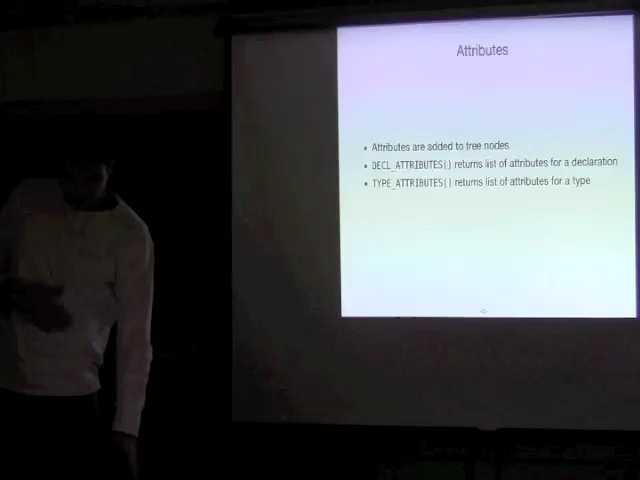 Attributes
• Attributes are added to tree nodes
• DECL_ATTRIBUTES() returns list of attributes for a declaration
• TYPE_ATTRIBUTES() returns list of attributes for a type